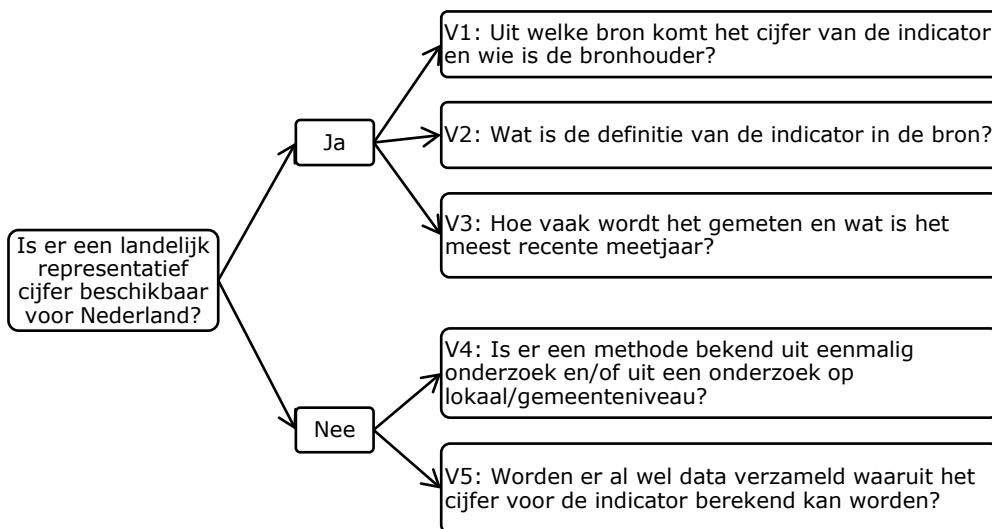 Is er een landelijk
representatief
cijfer beschikbaar
voor Nederland?
Ja
V1: Uit welke bron komt het cijfer van de indicator
en wie is de bronhouder?
V2: Wat is de definitie van de indicator in de bron?
V3: Hoe vaak wordt het gemeten en wat is het
meest recente meetjaar?
Nee
V4: Is er een methode bekend uit eenmalig
onderzoek en/of uit een onderzoek op
lokaal/gemeenteniveau?
V5: Worden er al wel data verzameld waaruit het
cijfer voor de indicator berekend kan worden?